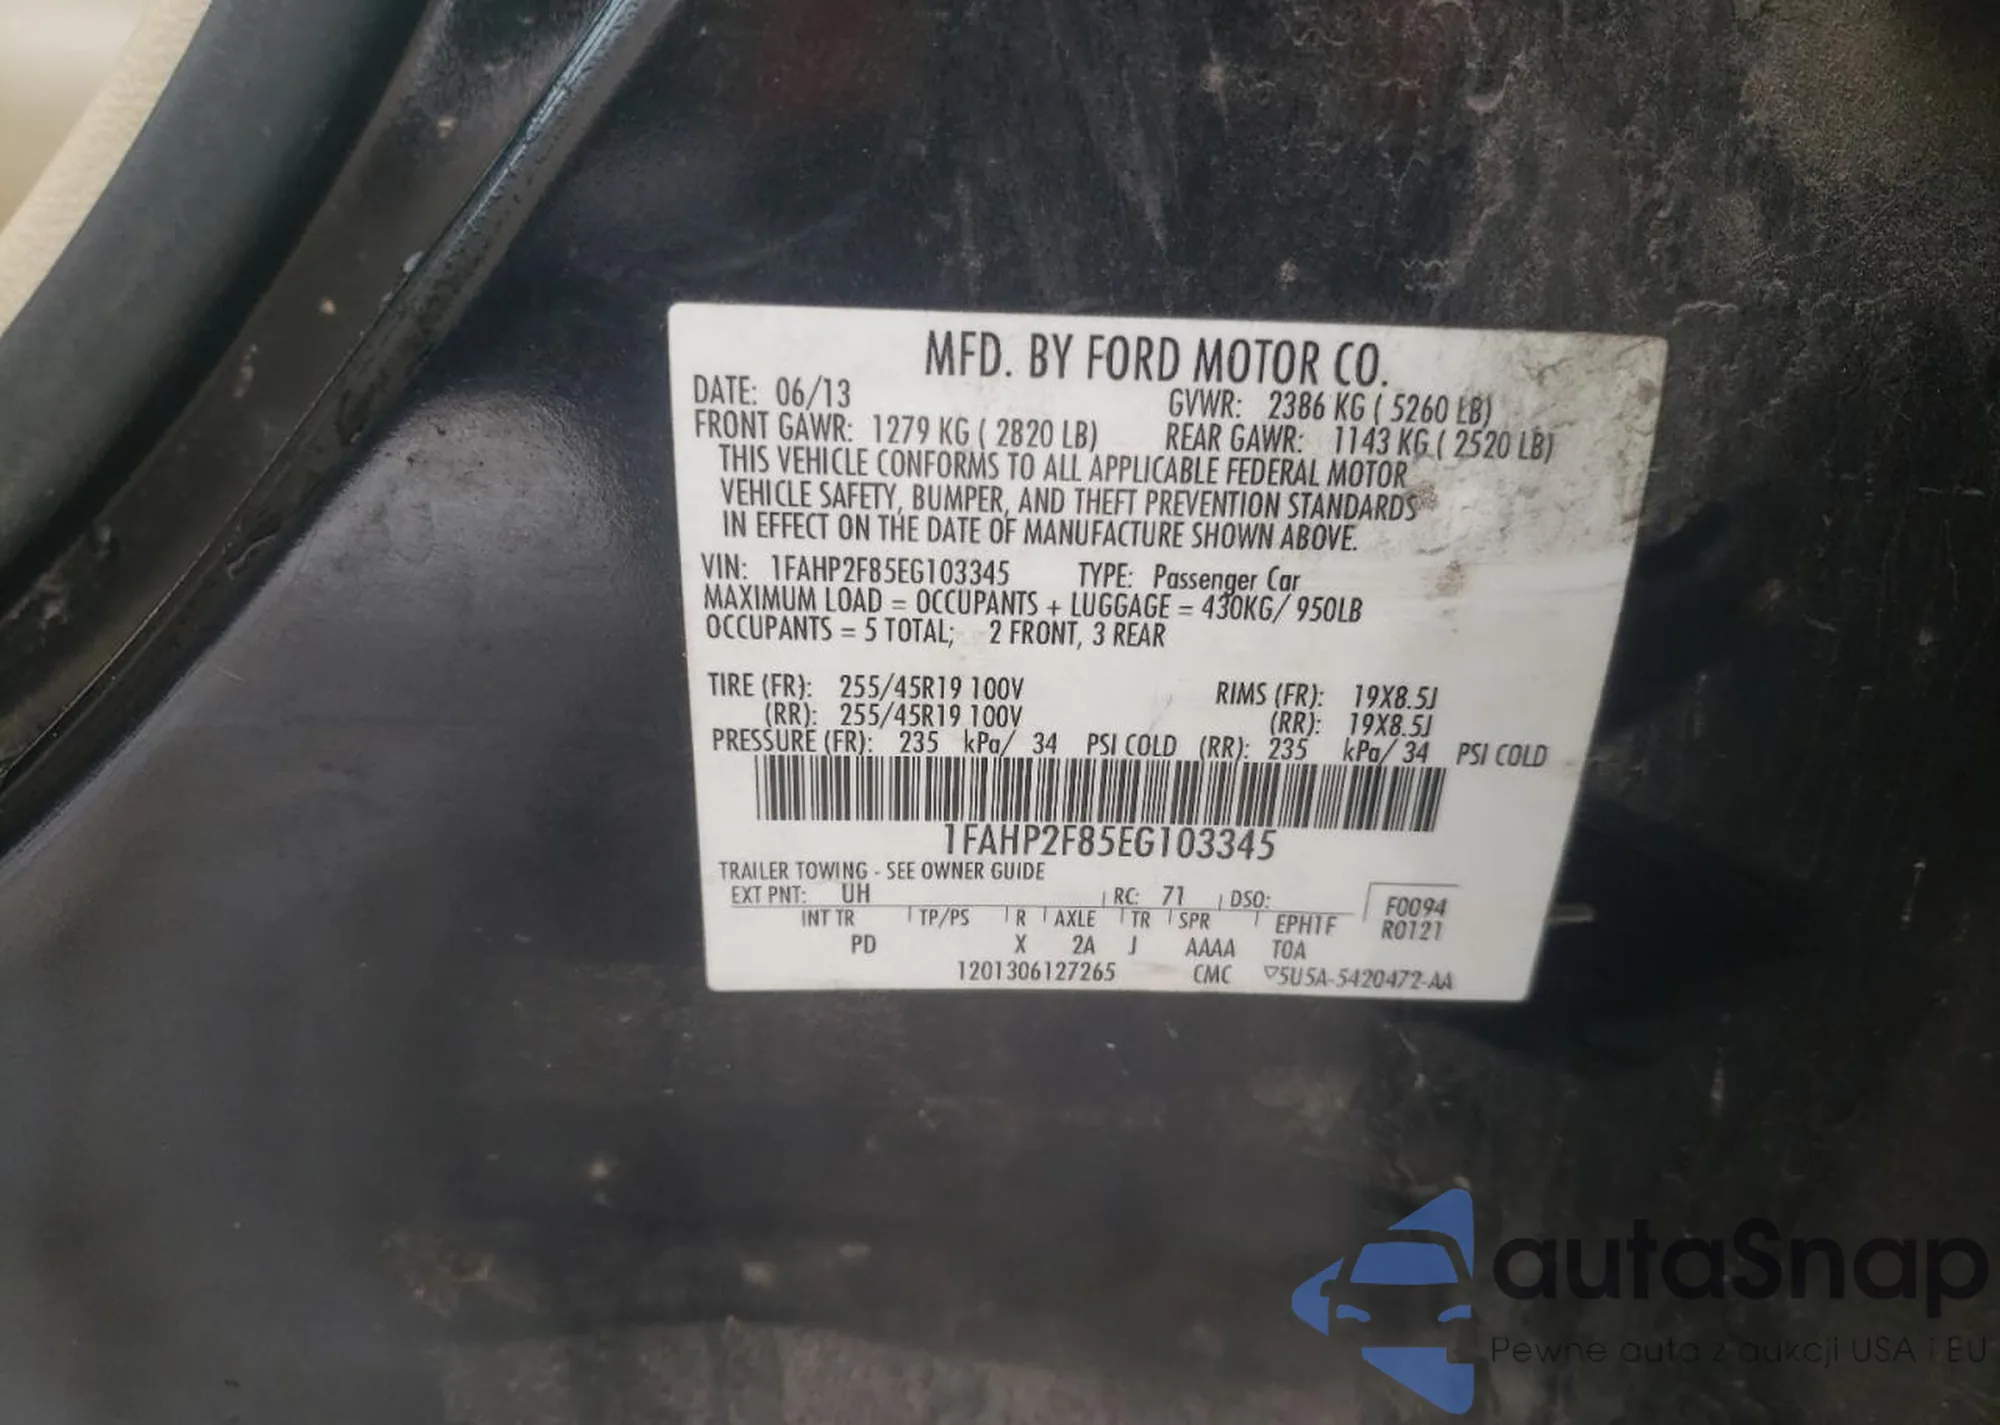 MFD. BY FORD MOTOR CO.
DATE: 06/13 GVWR: 2386 KG ( 5260 LB)
FRONT GAWR: 1279 KG ( 2820 LB) REAR GAWR: 1143 KG ( 2520 LB)
THIS VEHICLE CONFORMS TO ALL APPLICABLE FEDERAL MOTOR
VEHICLE SAFETY, BUMPER, AND THEFT PREVENTION STANDARDS
IN EFFECT ON THE DATE OF MANUFACTURE SHOWN ABOVE.
VIN: 1FAHP2F85EG103345 TYPE: Passenger Car
MAXIMUM LOAD = OCCUPANTS + LUGGAGE = 430KG/ 950LB
OCCUPANTS = 5 TOTAL; 2 FRONT, 3 REAR
TIRE (FR): 255/45R19 100V RIMS (FR): 19X8.5J
(RR): 255/45R19 100V (RR): 19X8.5J
PRESSURE (FR): 235 kPa/ 34 PSI COLD (RR): 235 kPa/ 34 PSI COLD
1FAHP2F85EG103345
TRAILER TOWING - SEE OWNER GUIDE
EXT PNT: UH RC: 71 DSO: F0094
INT TR TP/PS R AXLE TR SPR EPH1F R0121
PD X 2A J AAAA TOA
1201306127265 CMC ▽5U5A-5420472-AA
autaSnap
Pewne auta z aukcji USA i EU